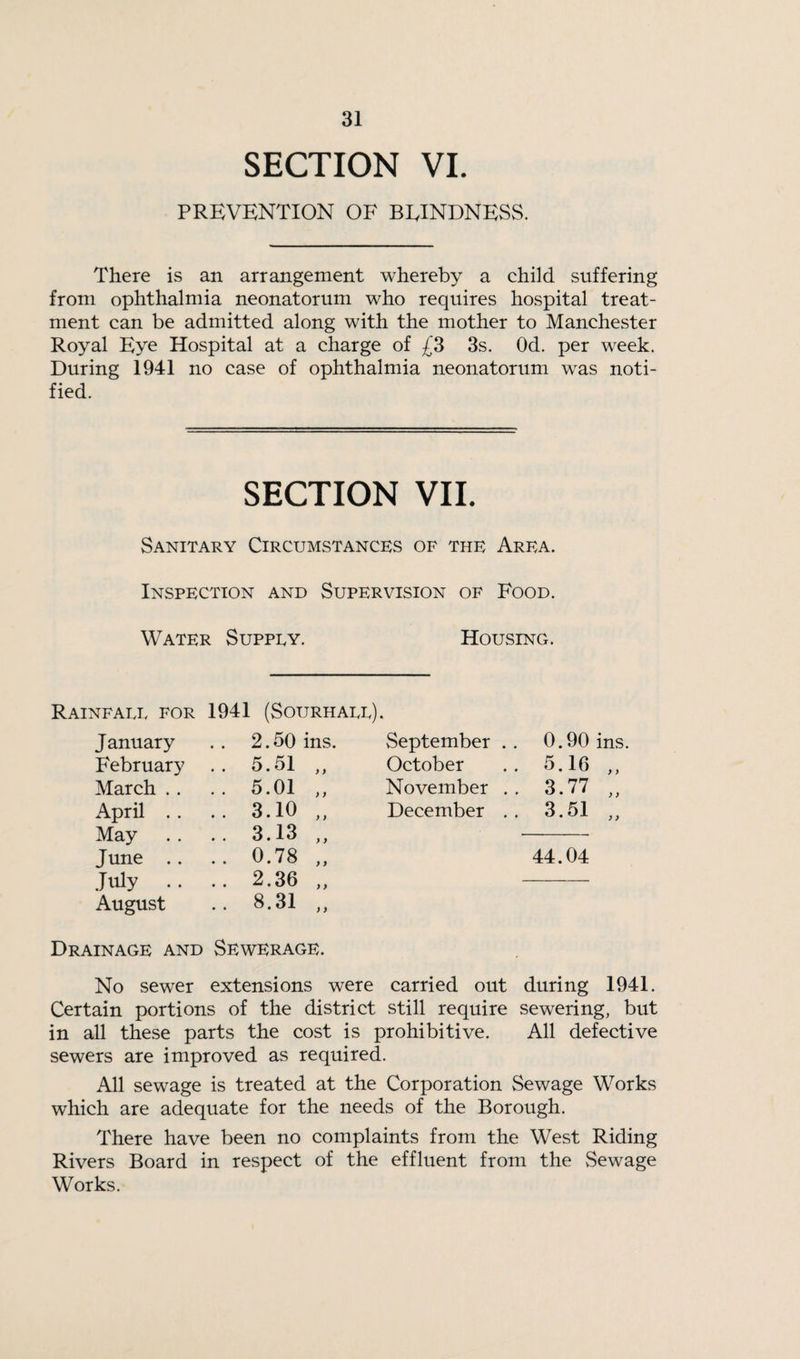 31
SECTION VI.
PREVENTION OF BLINDNESS.
There is an arrangement whereby a child suffering
from ophthalmia neonatorum who requires hospital treat-
ment can be admitted along with the mother to Manchester
Royal Eye Hospital at a charge of £3 3s. 0d. per week.
During 1941 no case of ophthalmia neonatorum was noti-
fied.
SECTION VII.
Sanitary Circumstances of the Area.
Inspection and Supervision of Food.
Water Supply. Housing.
Rainfall for 1941 (Sourhall).
January .. 2.50 ins. September .. 0.90 ins.
February .. 5.51 ,, October .. 5.16 ,,
March .. .. 5.01 ,, November .. 3.77 ,,
April .. .. 3.10 ,, December .. 3.51 ,,
May .. .. 3.13 ,,
June .. .. 0.78 ,, 44.04
July .. .. 2.36 ,,
August .. 8.31 ,,
Drainage and Sewerage.
No sewer extensions were carried out during 1941.
Certain portions of the district still require sewering, but
in all these parts the cost is prohibitive. All defective
sewers are improved as required.
All sewage is treated at the Corporation Sewage Works
which are adequate for the needs of the Borough.
There have been no complaints from the West Riding
Rivers Board in respect of the effluent from the Sewage
Works.